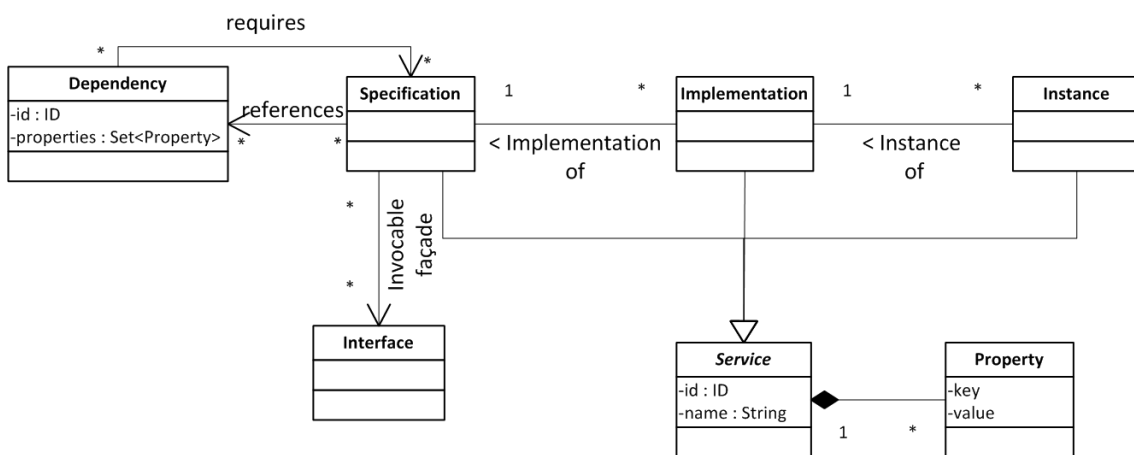 requires
*
*
Dependency
-id : ID
-properties : Set<Property>
references
*
*
Specification
1
*
< Implementation
of
Implementation
1
*
< Instance
of
Instance
*
*
Invocable
façade
Interface
Service
-id : ID
-name : String
1
*
Property
-key
-value